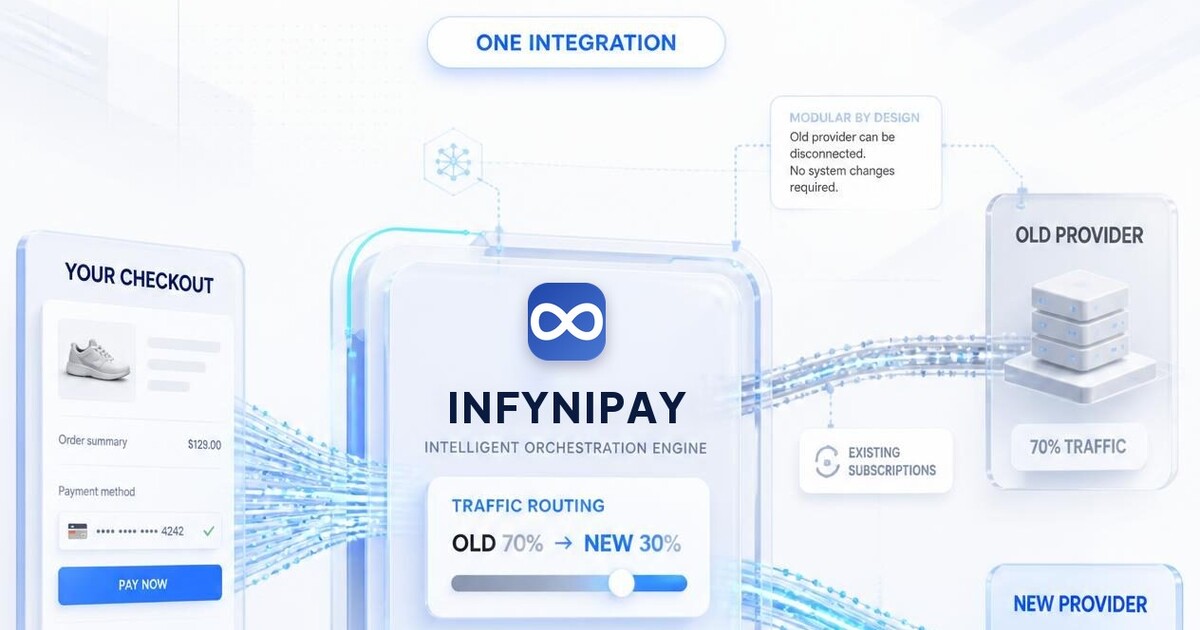 ONE INTEGRATION
MODULAR BY DESIGN
Old provider can be
disconnected.
No system changes
required.
YOUR CHECKOUT
Order summary
$129.00
Payment method
•••• •••• •••• 4242
PAY NOW
INFYNIPAY
INTELLIGENT ORCHESTRATION ENGINE
TRAFFIC ROUTING
OLD 70% → NEW 30%
OLD PROVIDER
70% TRAFFIC
EXISTING
SUBSCRIPTIONS
NEW PROVIDER